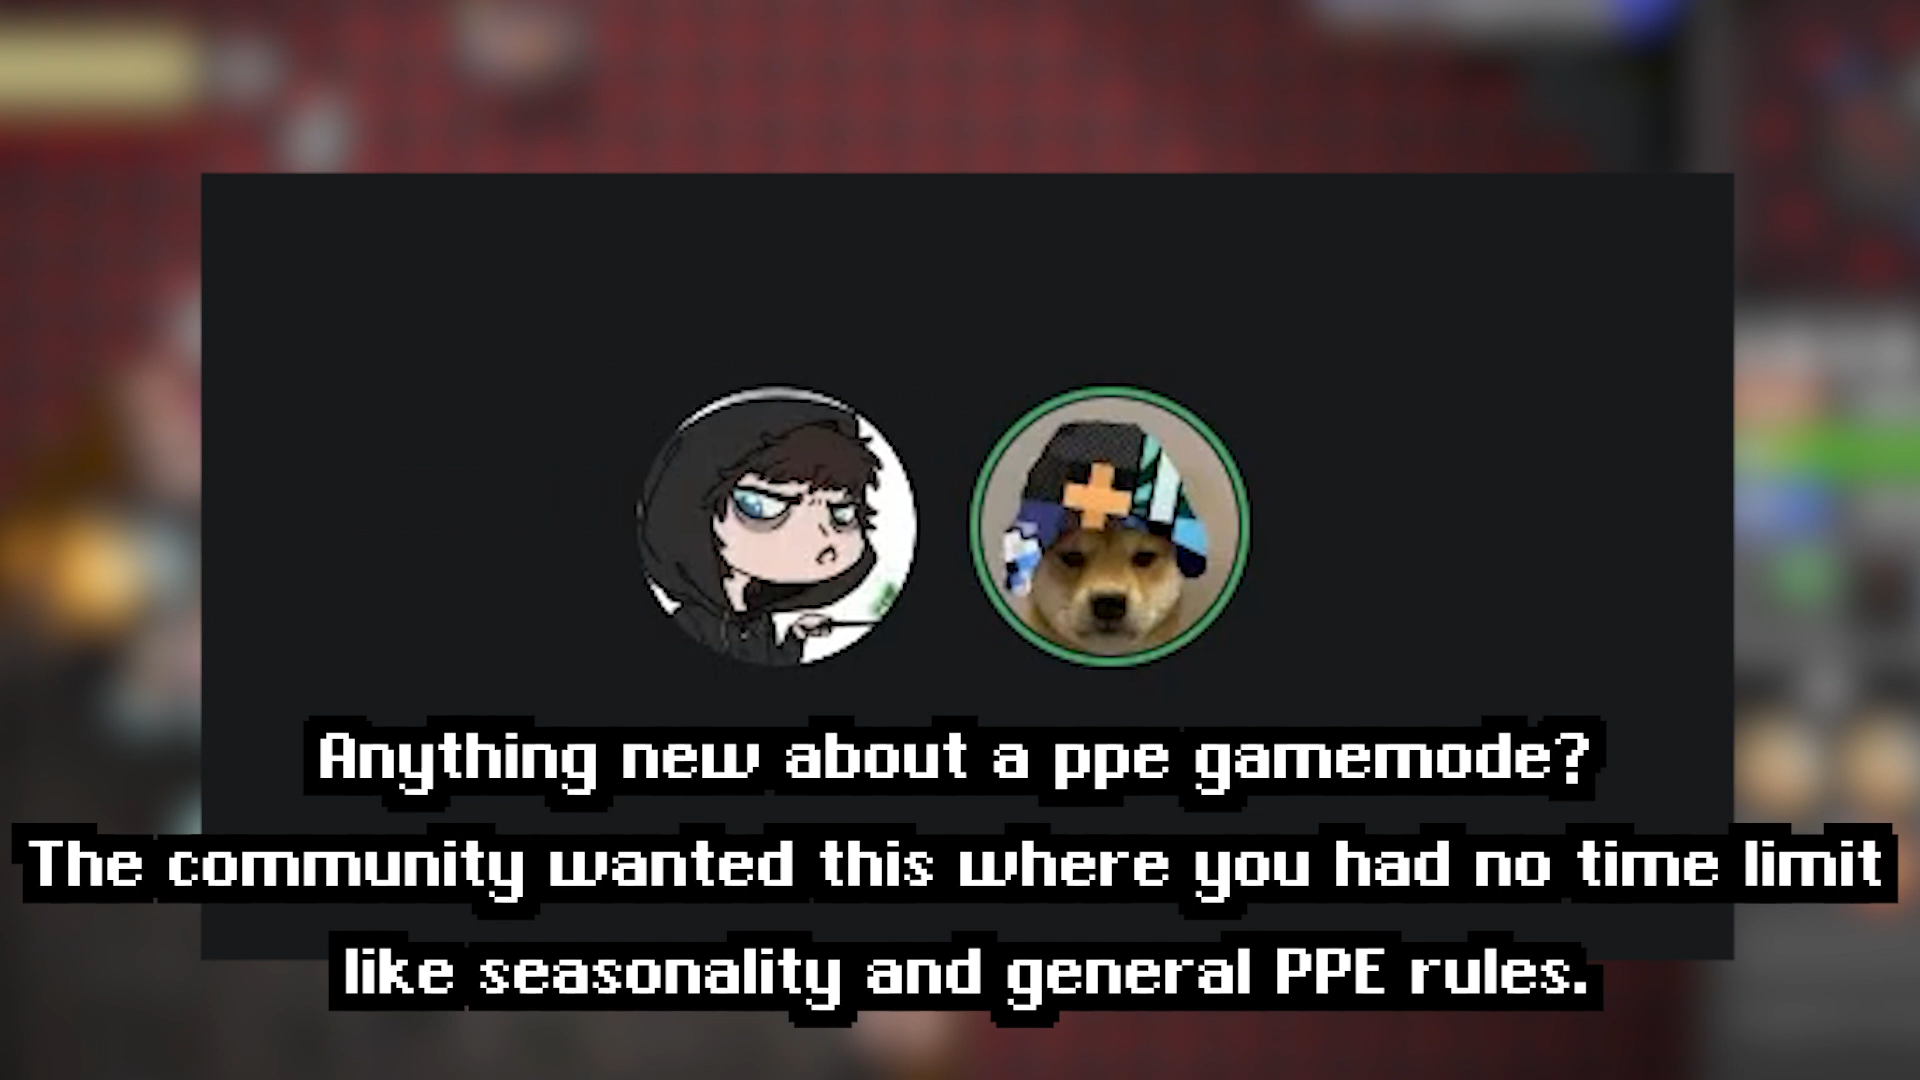 Anything new about a ppe gamemode?
The community wanted this where you had no time limit
like seasonality and general PPE rules.